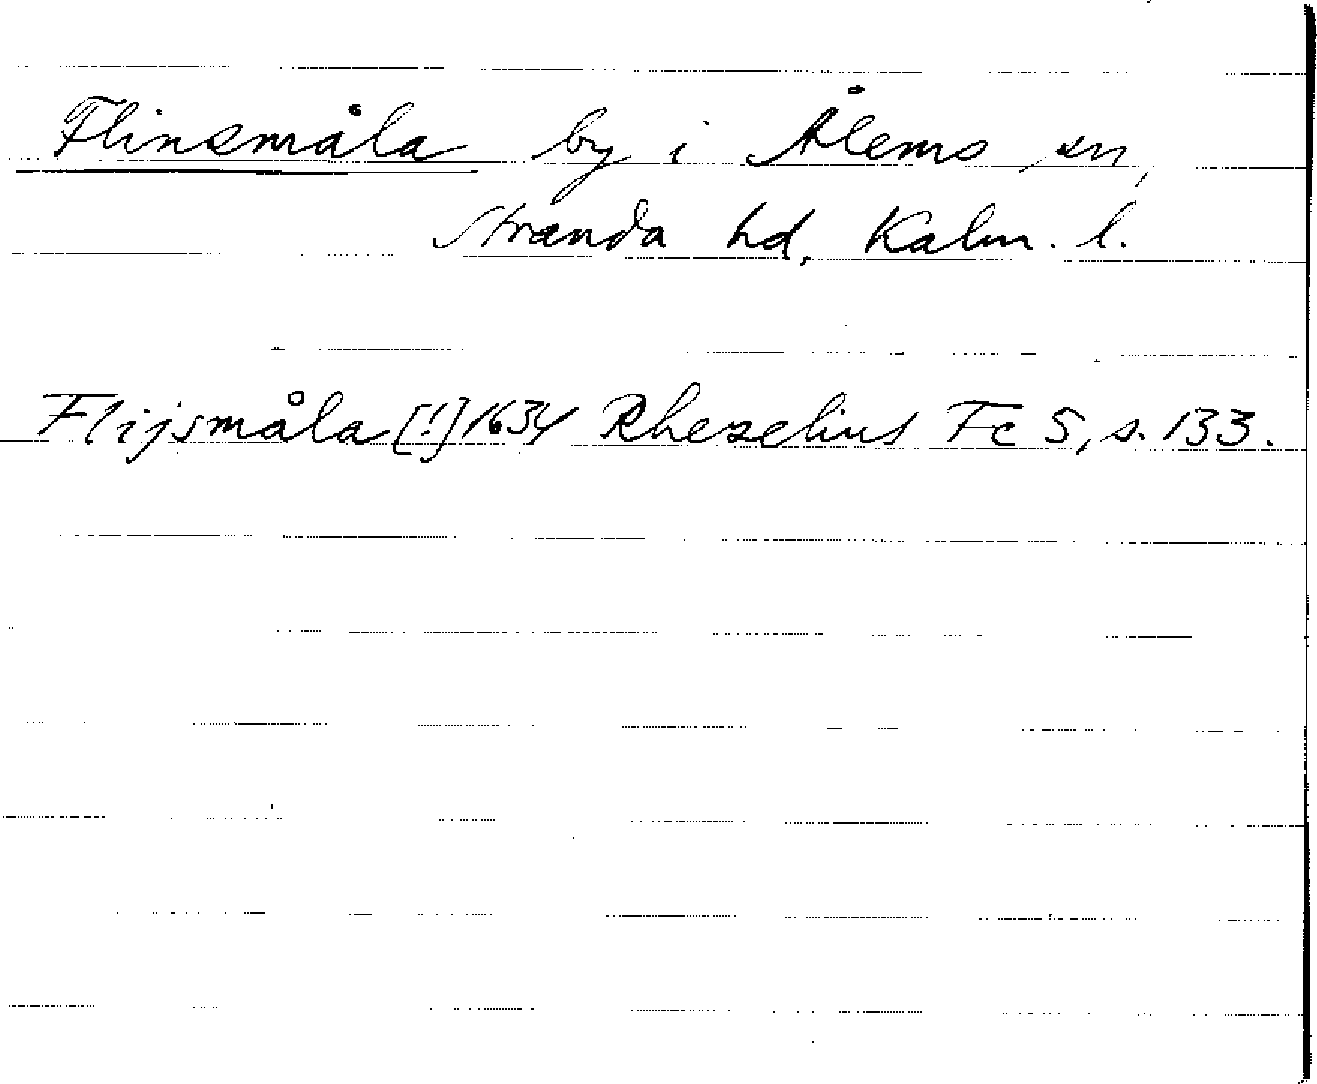 Flinsmåla by i Ålems sn,
Stranda hd, Kalm. l.
Flijsmåla [!] 1634 Rhezelius Fc 5, s. 133.